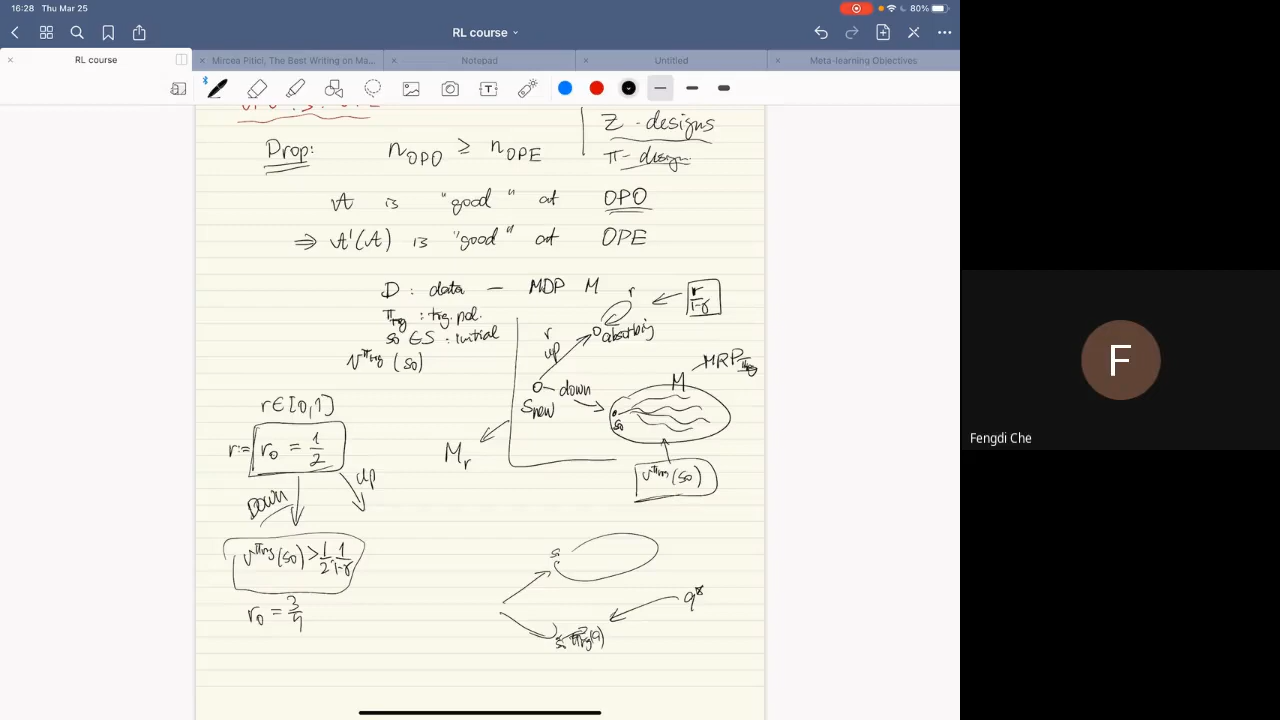 16:28 Thu Mar 25
80%
RL course
RL course
Mircea Pitici, The Best Writing on Ma...
Notepad
Untitled
Meta-learning Objectives
Z - designs
π - design
Prop: n_OPO ≥ n_OPE
A is "good" at OPO
⇒ A'(A) is "good" at OPE
D : data — MDP M
π_trg : trg. pol.
s0 ∈ S : initial
v^π_trg (s0)
r
r/1-γ
absorbing
r
up
MRP_π_trg
M
down
s_new
s0
M_r
v^π_trg (s0)
r ∈ [0,1]
r := r0 = 1/2
Down
up
v^π_trg (s0) > 1/2 · 1/1-γ
r0 = 3/4
s0
q*
Fengdi Che
F